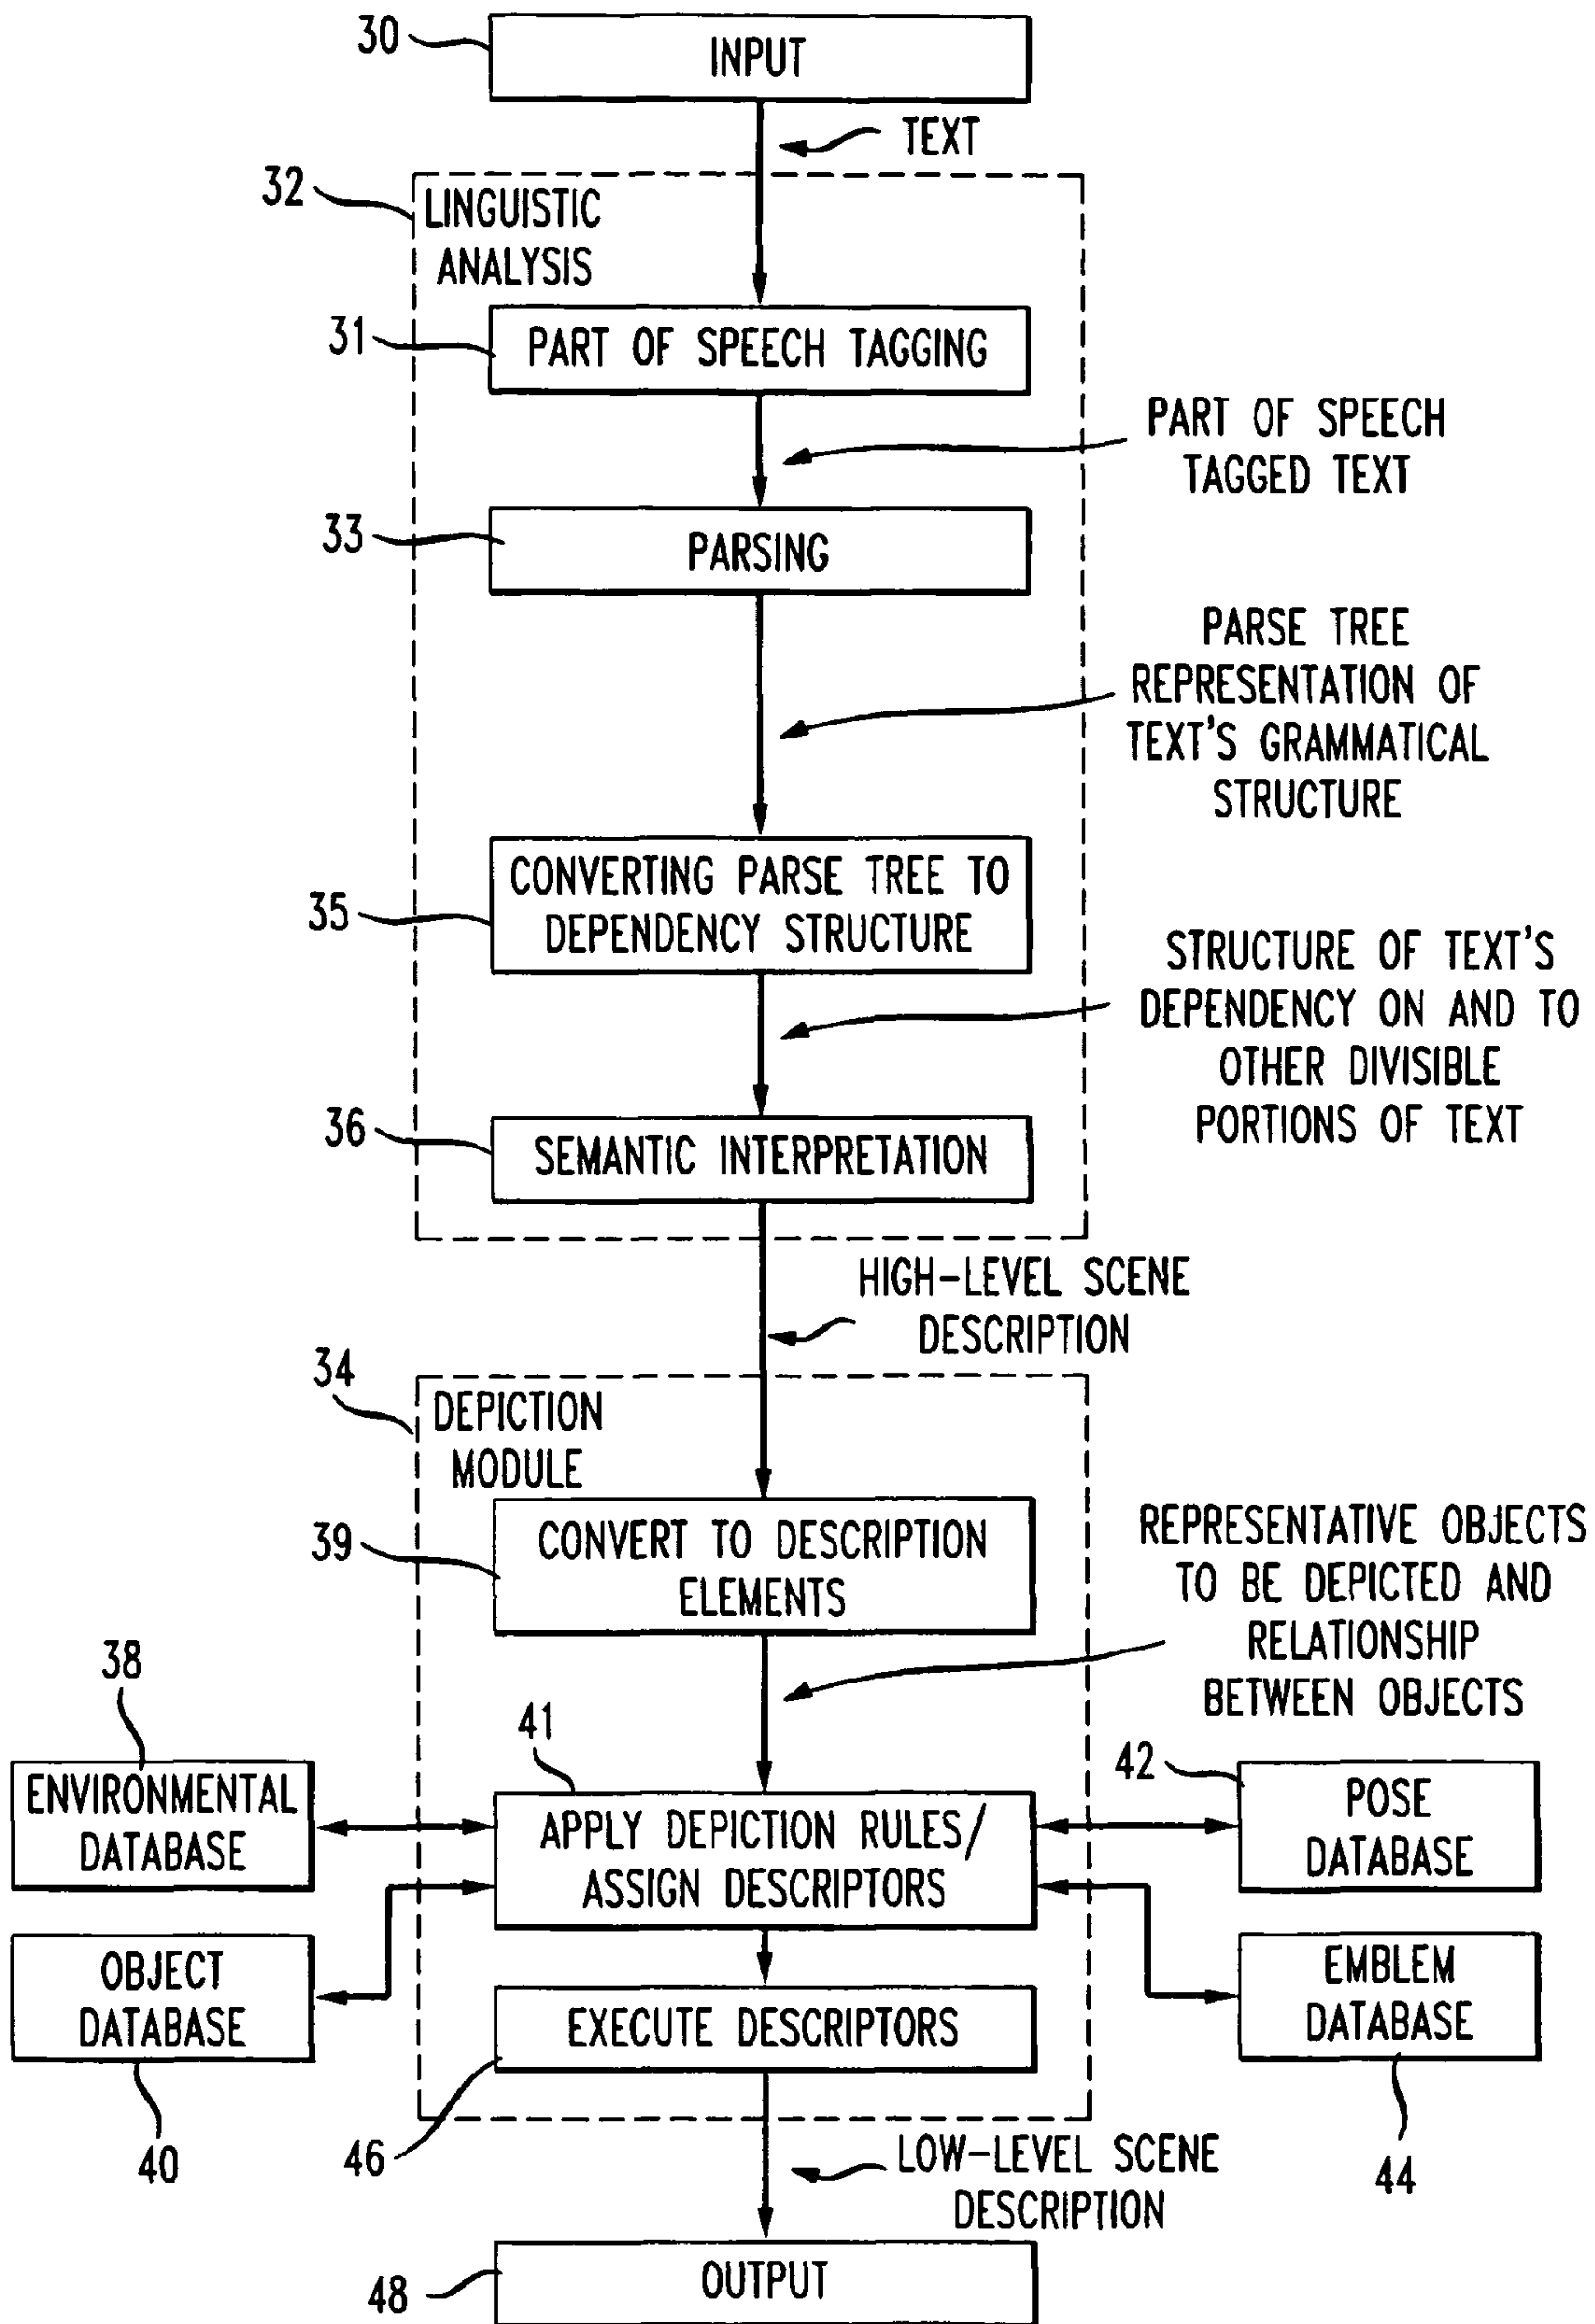 30
INPUT
TEXT
32
LINGUISTIC
ANALYSIS
31
PART OF SPEECH TAGGING
PART OF SPEECH
TAGGED TEXT
33
PARSING
PARSE TREE
REPRESENTATION OF
TEXT'S GRAMMATICAL
STRUCTURE
35
CONVERTING PARSE TREE TO
DEPENDENCY STRUCTURE
STRUCTURE OF TEXT'S
DEPENDENCY ON AND TO
OTHER DIVISIBLE
PORTIONS OF TEXT
36
SEMANTIC INTERPRETATION
HIGH-LEVEL SCENE
DESCRIPTION
34
DEPICTION
MODULE
39
CONVERT TO DESCRIPTION
ELEMENTS
REPRESENTATIVE OBJECTS
TO BE DEPICTED AND
RELATIONSHIP
BETWEEN OBJECTS
38
ENVIRONMENTAL
DATABASE
41
APPLY DEPICTION RULES/
ASSIGN DESCRIPTORS
42
POSE
DATABASE
OBJECT
DATABASE
40
EXECUTE DESCRIPTORS
46
EMBLEM
DATABASE
44
LOW-LEVEL SCENE
DESCRIPTION
48
OUTPUT